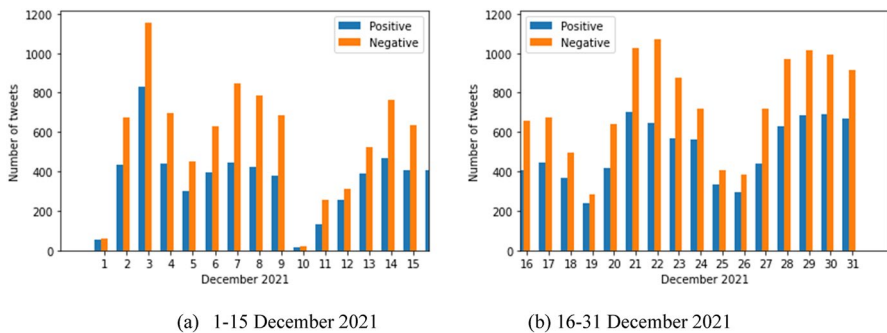 1200
1000
800
600
400
200
0
Number of tweets
Positive
Negative
1 2 3 4 5 6 7 8 9 10 11 12 13 14 15
December 2021
(a) 1-15 December 2021
1200
1000
800
600
400
200
0
Number of tweets
Positive
Negative
16 17 18 19 20 21 22 23 24 25 26 27 28 29 30 31
December 2021
(b) 16-31 December 2021